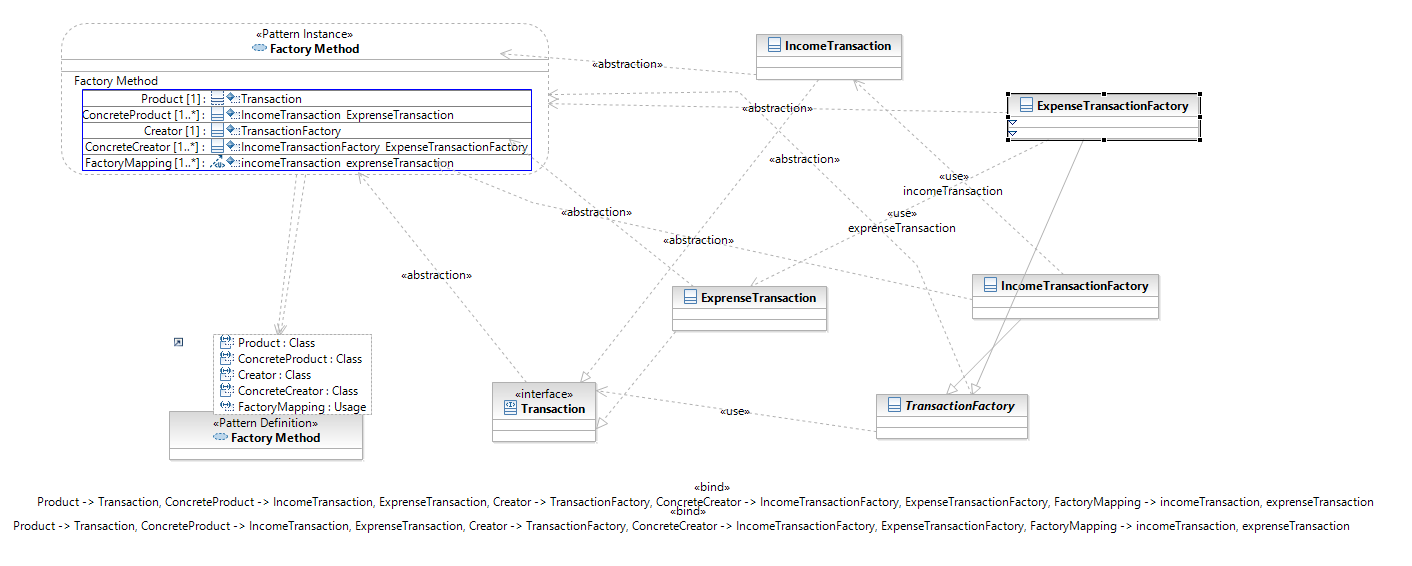 «Pattern Instance»
Factory Method
Factory Method
Product [1] : Transaction
ConcreteProduct [1..*] : IncomeTransaction ExprenseTransaction
Creator [1] : TransactionFactory
ConcreteCreator [1..*] : IncomeTransactionFactory ExpenseTransactionFactory
FactoryMapping [1..*] : incomeTransaction exprenseTransaction
IncomeTransaction
«abstraction»
ExpenseTransactionFactory
«abstraction»
«abstraction»
«use»
incomeTransaction
«use»
exprenseTransaction
«abstraction»
«abstraction»
«abstraction»
ExprenseTransaction
IncomeTransactionFactory
Product : Class
ConcreteProduct : Class
Creator : Class
ConcreteCreator : Class
FactoryMapping : Usage
«Pattern Definition»
Factory Method
«interface»
Transaction
«use»
TransactionFactory
«bind»
Product -> Transaction, ConcreteProduct -> IncomeTransaction, ExprenseTransaction, Creator -> TransactionFactory, ConcreteCreator -> IncomeTransactionFactory, ExpenseTransactionFactory, FactoryMapping -> incomeTransaction, exprenseTransaction
«bind»
Product -> Transaction, ConcreteProduct -> IncomeTransaction, ExprenseTransaction, Creator -> TransactionFactory, ConcreteCreator -> IncomeTransactionFactory, ExpenseTransactionFactory, FactoryMapping -> incomeTransaction, exprenseTransaction